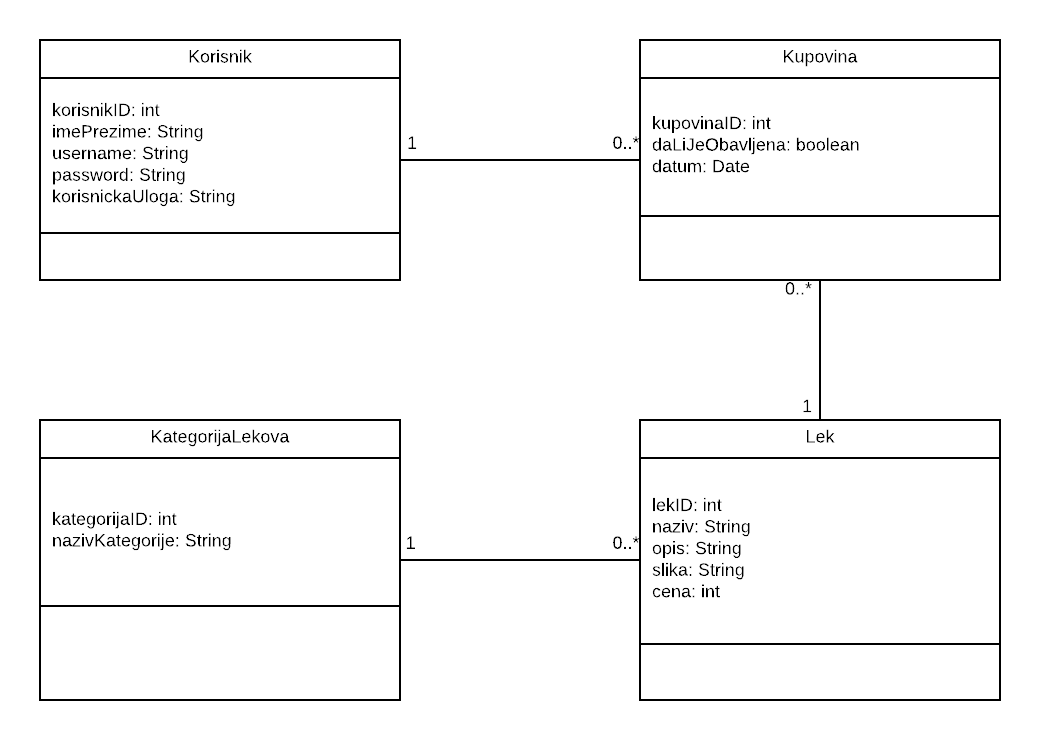 Korisnik
korisnikID: int
imePrezime: String
username: String
password: String
korisnickaUloga: String
1
0..*
Kupovina
kupovinaID: int
daLiJeObavljena: boolean
datum: Date
0..*
1
KategorijaLekova
kategorijaID: int
nazivKategorije: String
1
0..*
Lek
lekID: int
naziv: String
opis: String
slika: String
cena: int